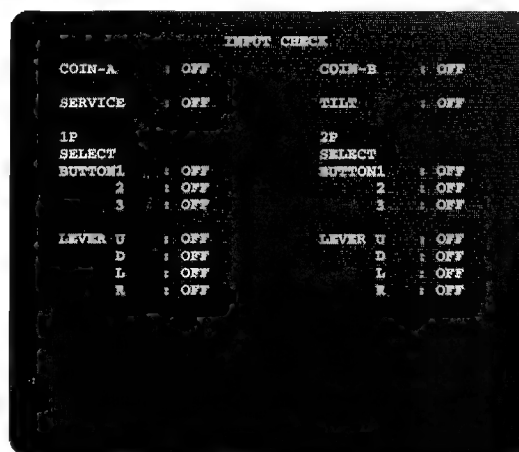 INPUT CHECK
COIN-A : OFF COIN-B : OFF
SERVICE : OFF TILT : OFF
1P 2P
SELECT SELECT
BUTTON1 : OFF BUTTON1 : OFF
2 : OFF 2 : OFF
3 : OFF 3 : OFF
LEVER U : OFF LEVER U : OFF
D : OFF D : OFF
L : OFF L : OFF
R : OFF R : OFF